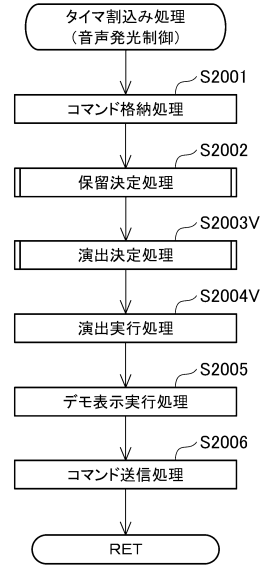 タイマ割込み処理
(音声発光制御)
S2001
コマンド格納処理
S2002
保留決定処理
S2003V
演出決定処理
S2004V
演出実行処理
S2005
デモ表示実行処理
S2006
コマンド送信処理
RET